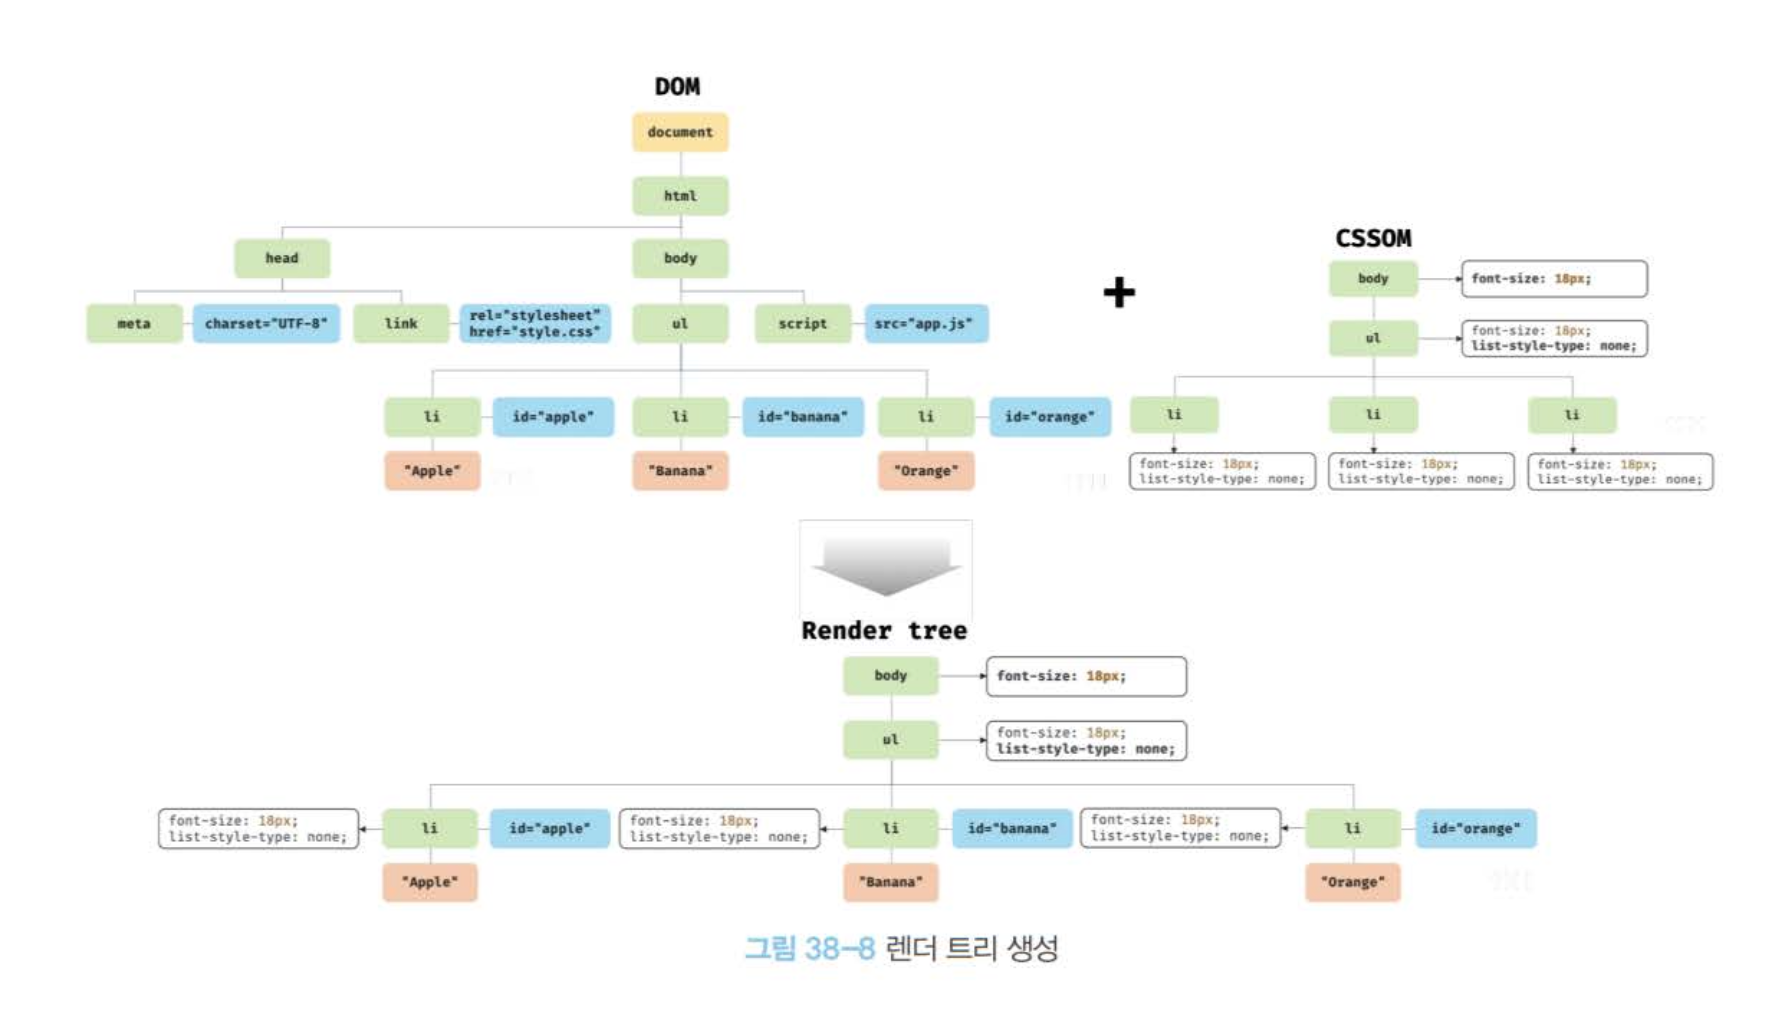 DOM
document
html
head
body
meta
charset="UTF-8"
link
rel="stylesheet"
href="style.css"
ul
script
src="app.js"
li
id="apple"
li
id="banana"
li
id="orange"
"Apple"
"Banana"
"Orange"
+
CSSOM
body
font-size: 18px;
ul
font-size: 18px;
list-style-type: none;
li
li
li
font-size: 18px;
list-style-type: none;
font-size: 18px;
list-style-type: none;
font-size: 18px;
list-style-type: none;
Render tree
body
font-size: 18px;
ul
font-size: 18px;
list-style-type: none;
font-size: 18px;
list-style-type: none;
li
id="apple"
font-size: 18px;
list-style-type: none;
li
id="banana"
font-size: 18px;
list-style-type: none;
li
id="orange"
"Apple"
"Banana"
"Orange"
그림 38-8 렌더 트리 생성